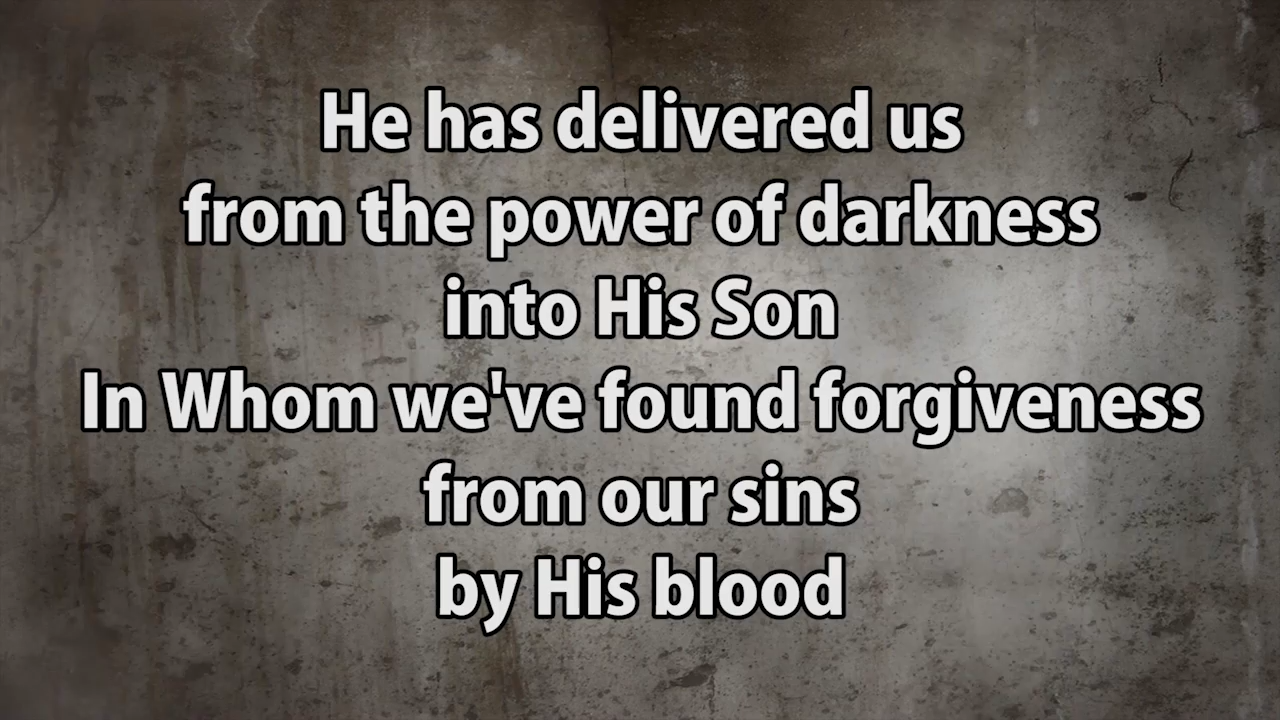 He has delivered us
from the power of darkness
into His Son
In Whom we've found forgiveness
from our sins
by His blood